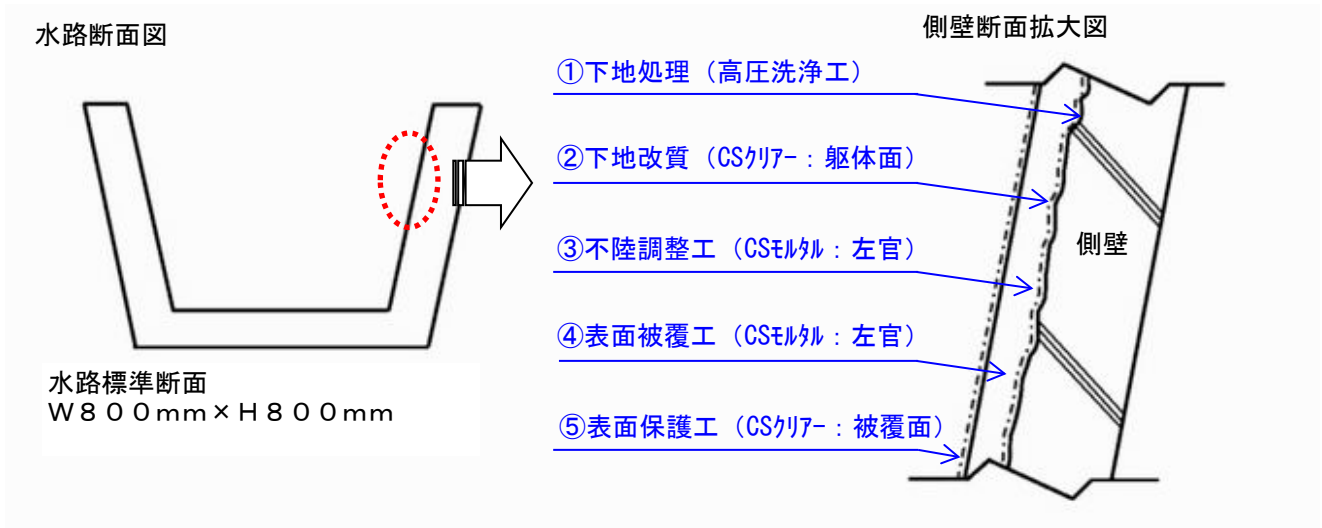 水路断面図
側壁断面拡大図
①下地処理（高圧洗浄工）
②下地改質（CSｸﾘｱｰ：躯体面）
③不陸調整工（CSﾓﾙﾀﾙ：左官）
側壁
④表面被覆工（CSﾓﾙﾀﾙ：左官）
⑤表面保護工（CSｸﾘｱｰ：被覆面）
水路標準断面
Ｗ８００mm×Ｈ８００mm